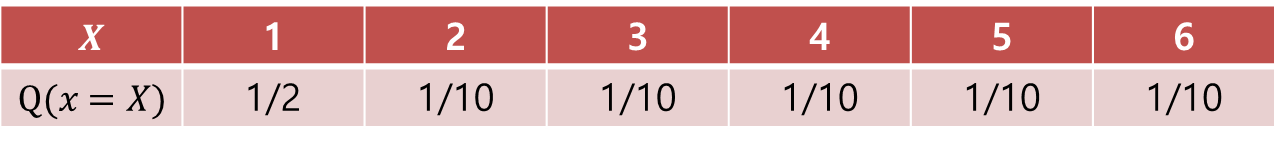 X 1 2 3 4 5 6
Q(x = X) 1/2 1/10 1/10 1/10 1/10 1/10